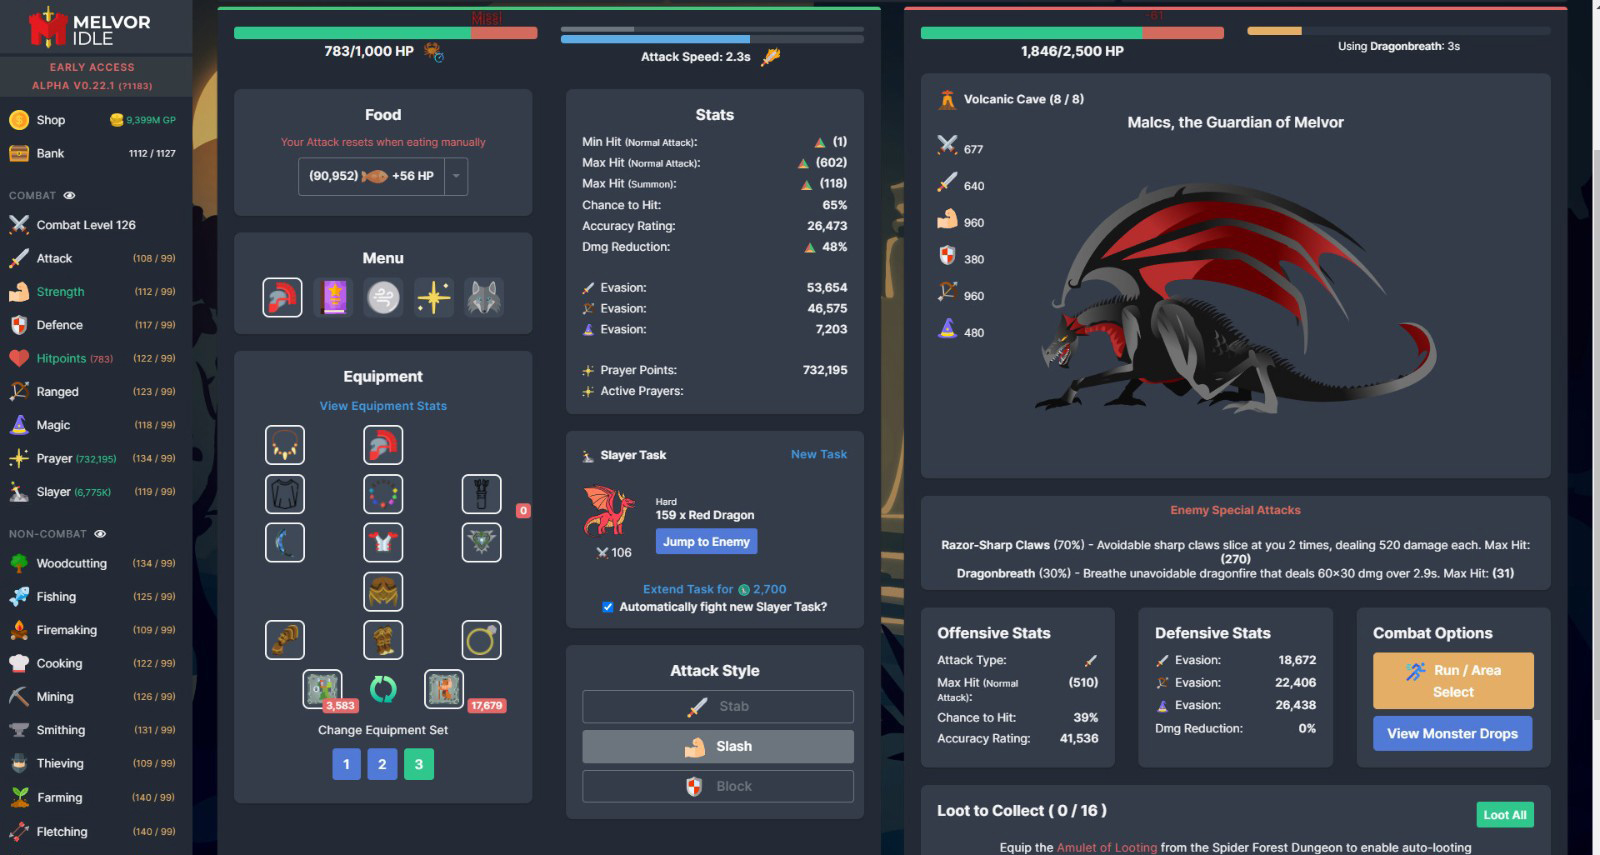 MELVOR
IDLE
EARLY ACCESS
ALPHA V0.22.1 (?1183)
Shop 9,399M GP
Bank 1112 / 1127
COMBAT
Combat Level 126
Attack (108 / 99)
Strength (112 / 99)
Defence (117 / 99)
Hitpoints (783) (122 / 99)
Ranged (123 / 99)
Magic (118 / 99)
Prayer (732,195) (134 / 99)
Slayer (6,775K) (119 / 99)
NON-COMBAT
Woodcutting (134 / 99)
Fishing (125 / 99)
Firemaking (109 / 99)
Cooking (122 / 99)
Mining (126 / 99)
Smithing (131 / 99)
Thieving (109 / 99)
Farming (140 / 99)
Fletching (140 / 99)
Miss!
783/1,000 HP
Attack Speed: 2.3s
Food
Your Attack resets when eating manually
(90,952) +56 HP
Menu
Equipment
View Equipment Stats
0
3,583
17,679
Change Equipment Set
1 2 3
Stats
Min Hit (Normal Attack): (1)
Max Hit (Normal Attack): (602)
Max Hit (Summon): (118)
Chance to Hit: 65%
Accuracy Rating: 26,473
Dmg Reduction: 48%
Evasion: 53,654
Evasion: 46,575
Evasion: 7,203
Prayer Points: 732,195
Active Prayers:
Slayer Task New Task
Hard
159 x Red Dragon
106
Jump to Enemy
Extend Task for 2,700
Automatically fight new Slayer Task?
Attack Style
Stab
Slash
Block
-61
1,846/2,500 HP
Using Dragonbreath: 3s
Volcanic Cave (8 / 8)
Malcs, the Guardian of Melvor
677
640
960
380
960
480
Enemy Special Attacks
Razor-Sharp Claws (70%) - Avoidable sharp claws slice at you 2 times, dealing 520 damage each. Max Hit:
(270)
Dragonbreath (30%) - Breathe unavoidable dragonfire that deals 60×30 dmg over 2.9s. Max Hit: (31)
Offensive Stats
Attack Type:
Max Hit (Normal (510)
Attack):
Chance to Hit: 39%
Accuracy Rating: 41,536
Defensive Stats
Evasion: 18,672
Evasion: 22,406
Evasion: 26,438
Dmg Reduction: 0%
Combat Options
Run / Area
Select
View Monster Drops
Loot to Collect ( 0 / 16 )
Loot All
Equip the Amulet of Looting from the Spider Forest Dungeon to enable auto-looting